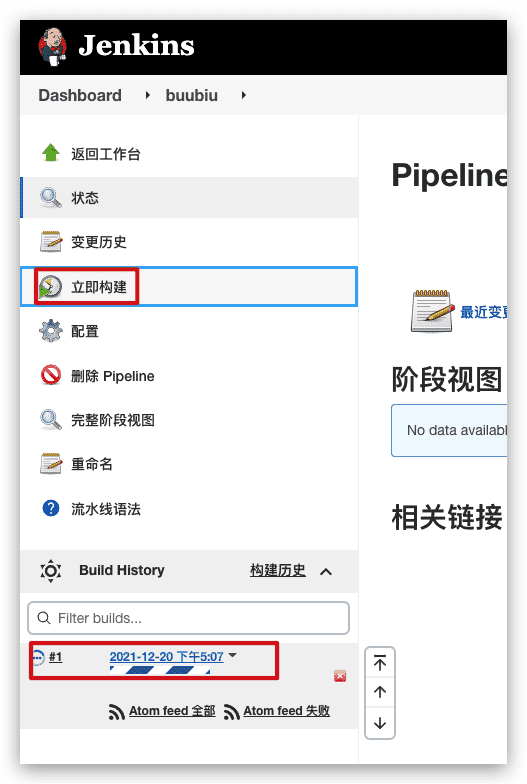 Jenkins
Dashboard buubiu
返回工作台
状态
变更历史
立即构建
配置
删除 Pipeline
完整阶段视图
重命名
流水线语法
Build History 构建历史
Filter builds...
#1 2021-12-20 下午5:07
Atom feed 全部 Atom feed 失败
Pipeline
最近变更
阶段视图
No data availabl
相关链接